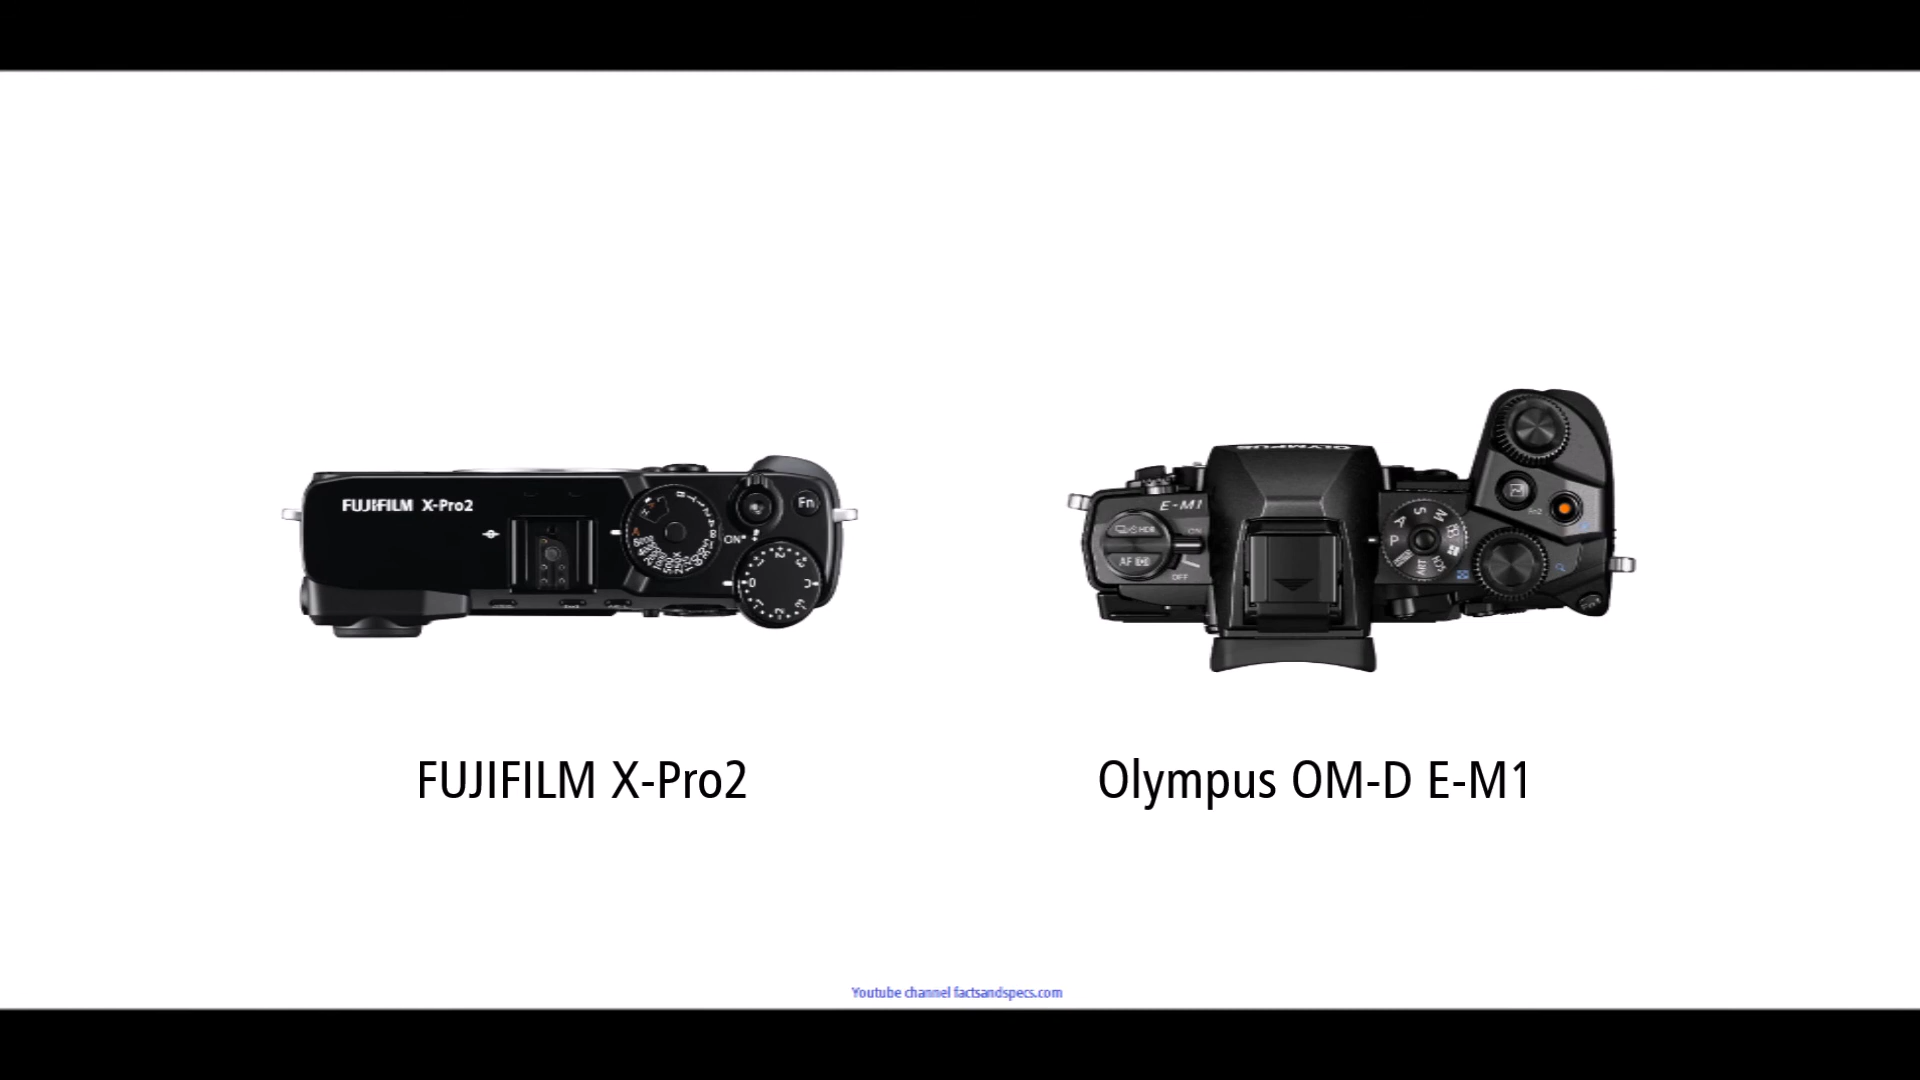 OLYMPUS
FUJIFILM X-Pro2
E-M1
Fn
HDR
ON
ON
AF
OFF
Fn2
M
S
A
P
ART
FUJIFILM X-Pro2
Olympus OM-D E-M1
Youtube channel factsandspecs.com